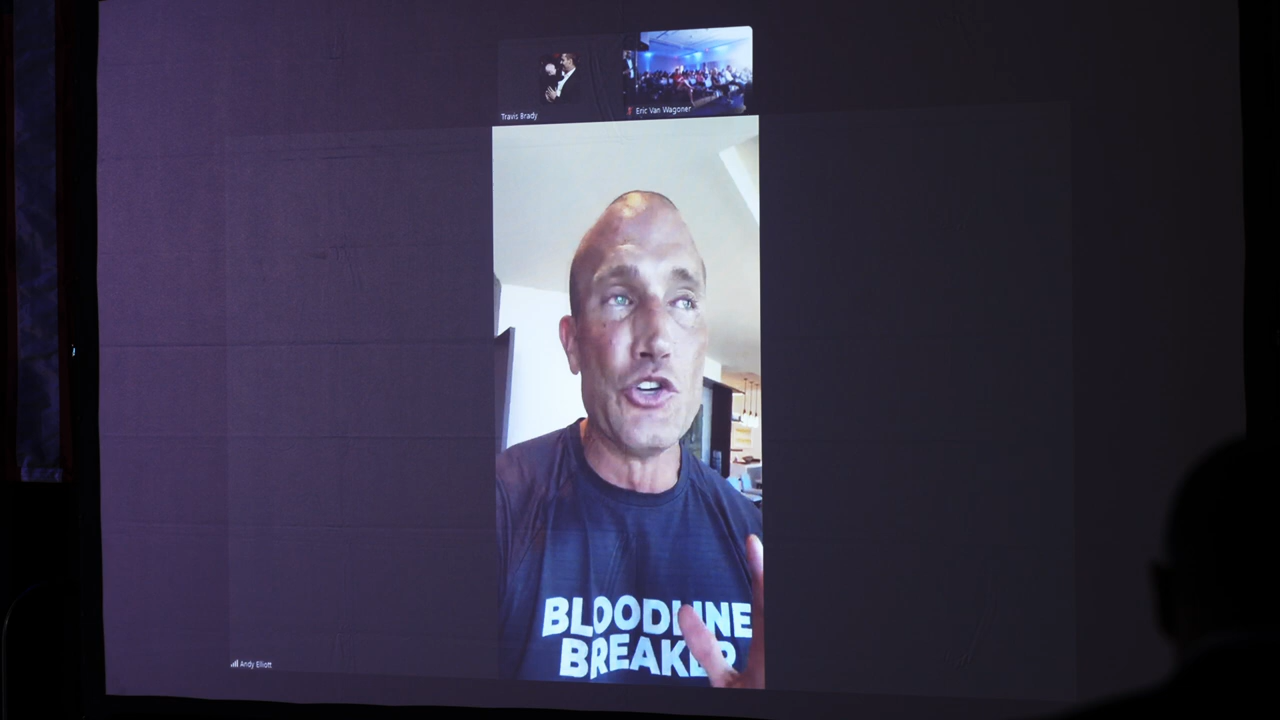 Travis Brady
Eric Van Wagoner
BLOODLINE
BREAKER
Andy Elliott